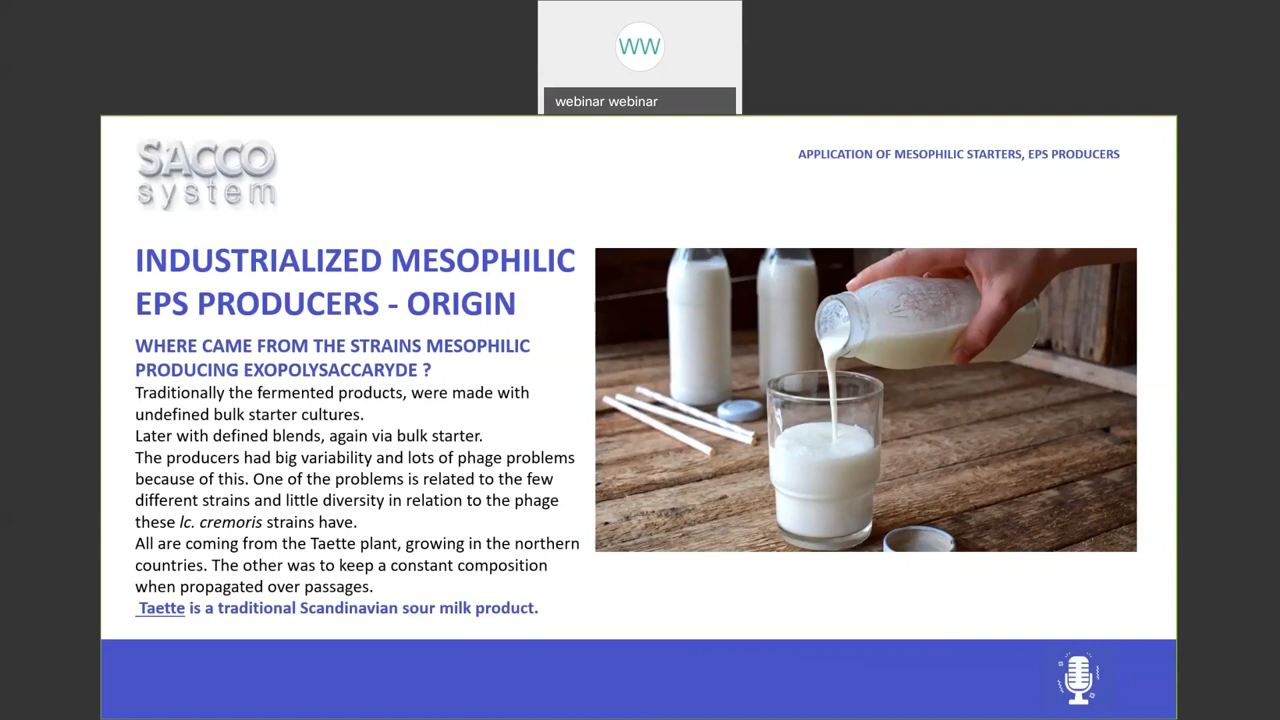 WW
webinar webinar
SACCO
system
APPLICATION OF MESOPHILIC STARTERS, EPS PRODUCERS
INDUSTRIALIZED MESOPHILIC
EPS PRODUCERS - ORIGIN
WHERE CAME FROM THE STRAINS MESOPHILIC
PRODUCING EXOPOLYSACCARYDE ?
Traditionally the fermented products, were made with
undefined bulk starter cultures.
Later with defined blends, again via bulk starter.
The producers had big variability and lots of phage problems
because of this. One of the problems is related to the few
different strains and little diversity in relation to the phage
these lc. cremoris strains have.
All are coming from the Taette plant, growing in the northern
countries. The other was to keep a constant composition
when propagated over passages.
Taette is a traditional Scandinavian sour milk product.